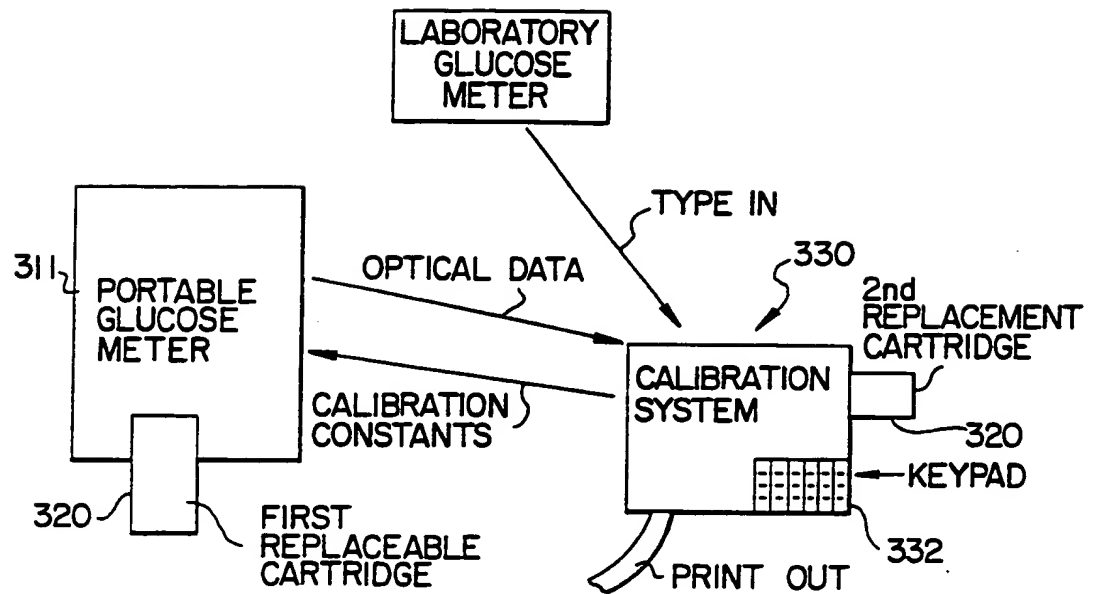 LABORATORY
GLUCOSE
METER
TYPE IN
330
311
PORTABLE
GLUCOSE
METER
OPTICAL DATA
2nd
REPLACEMENT
CARTRIDGE
CALIBRATION
SYSTEM
CALIBRATION
CONSTANTS
320
KEYPAD
320
FIRST
REPLACEABLE
CARTRIDGE
332
PRINT OUT